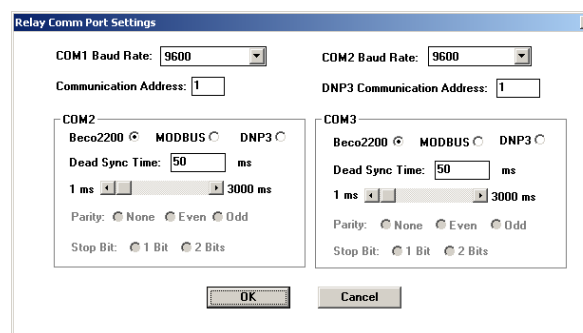 Relay Comm Port Settings
COM1 Baud Rate: 9600
COM2 Baud Rate: 9600
Communication Address: 1
DNP3 Communication Address: 1
COM2
Beco2200 MODBUS DNP3
Dead Sync Time: 50 ms
1 ms 3000 ms
Parity: None Even Odd
Stop Bit: 1 Bit 2 Bits
COM3
Beco2200 MODBUS DNP3
Dead Sync Time: 50 ms
1 ms 3000 ms
Parity: None Even Odd
Stop Bit: 1 Bit 2 Bits
OK
Cancel